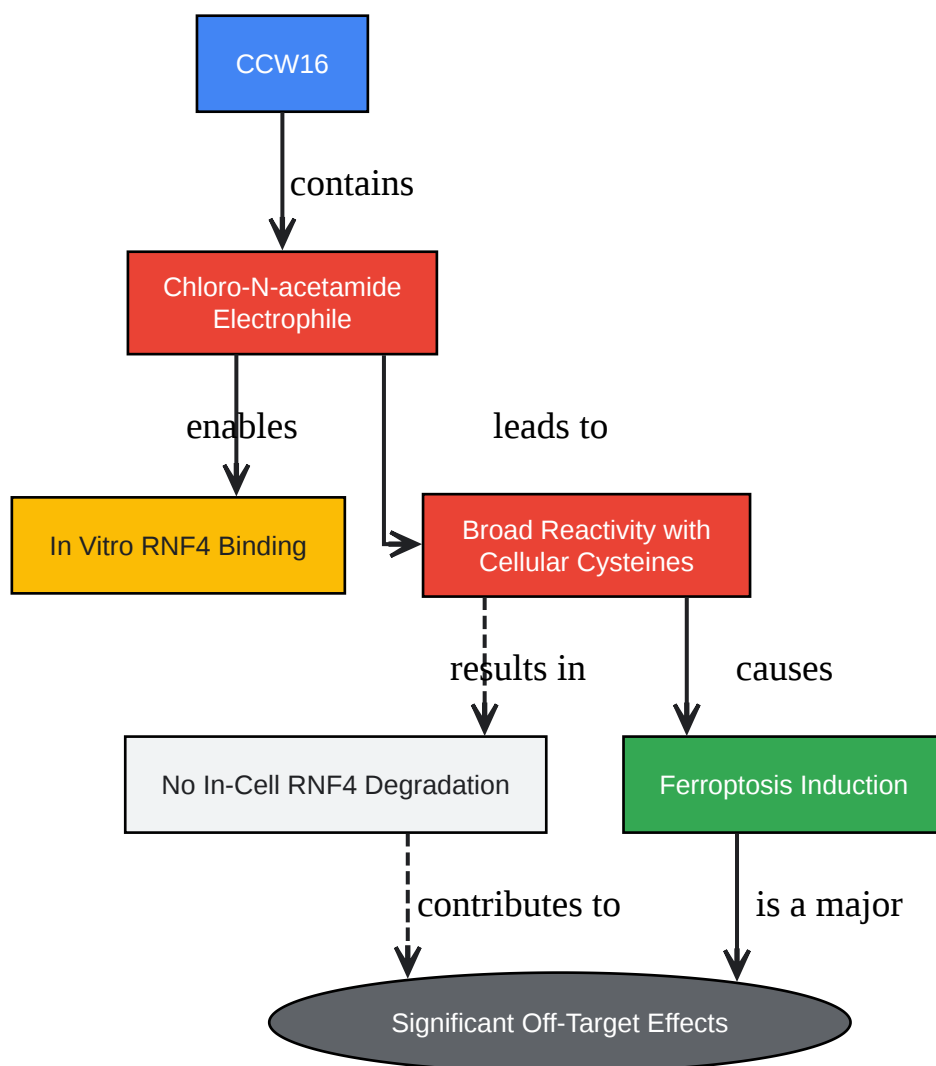 CCW16
contains
Chloro-N-acetamide
Electrophile
enables
leads to
In Vitro RNF4 Binding
Broad Reactivity with
Cellular Cysteines
results in
causes
No In-Cell RNF4 Degradation
Ferroptosis Induction
contributes to
is a major
Significant Off-Target Effects